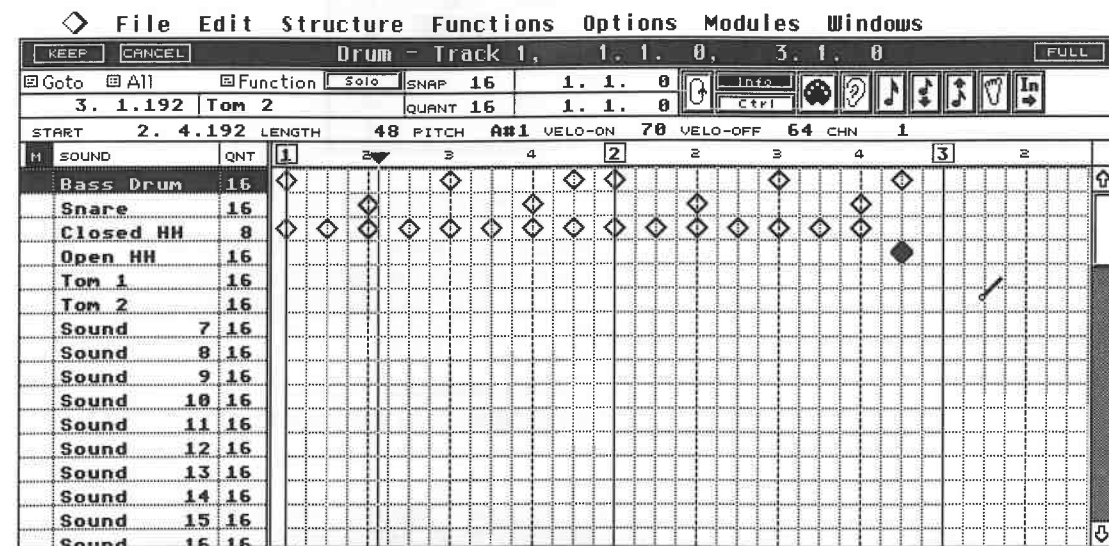 File Edit Structure Functions Options Modules Windows
KEEP CANCEL Drum - Track 1, 1. 1. 0, 3. 1. 0 FULL
Goto All Function Solo SNAP 16 1. 1. 0 Info In
3. 1.192 Tom 2 QUANT 16 1. 1. 0 Ctrl
START 2. 4.192 LENGTH 48 PITCH A#1 VELO-ON 70 VELO-OFF 64 CHN 1
M SOUND QNT 1 2 3 4 2 2 3 4 3 2
Bass Drum 16
Snare 16
Closed HH 8
Open HH 16
Tom 1 16
Tom 2 16
Sound 7 16
Sound 8 16
Sound 9 16
Sound 10 16
Sound 11 16
Sound 12 16
Sound 13 16
Sound 14 16
Sound 15 16
Sound 16 16